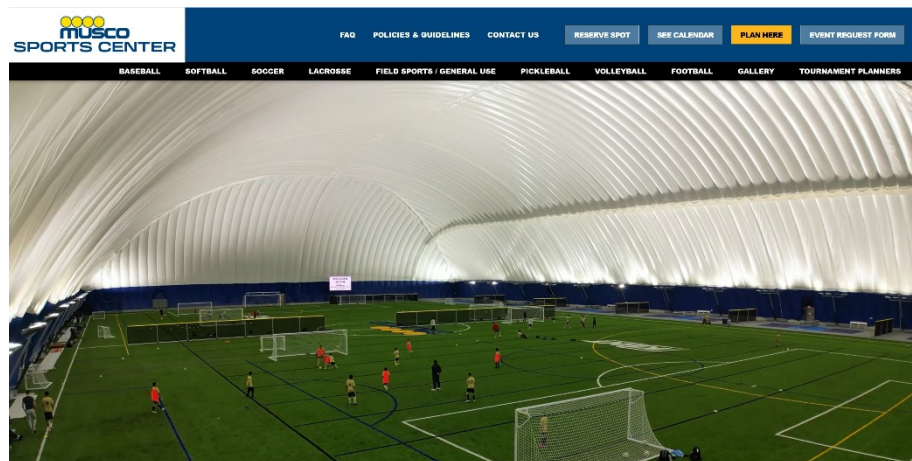 musco
SPORTS CENTER
FAQ POLICIES & GUIDELINES CONTACT US RESERVE SPOT SEE CALENDAR PLAN HERE EVENT REQUEST FORM
BASEBALL SOFTBALL SOCCER LACROSSE FIELD SPORTS / GENERAL USE PICKLEBALL VOLLEYBALL FOOTBALL GALLERY TOURNAMENT PLANNERS